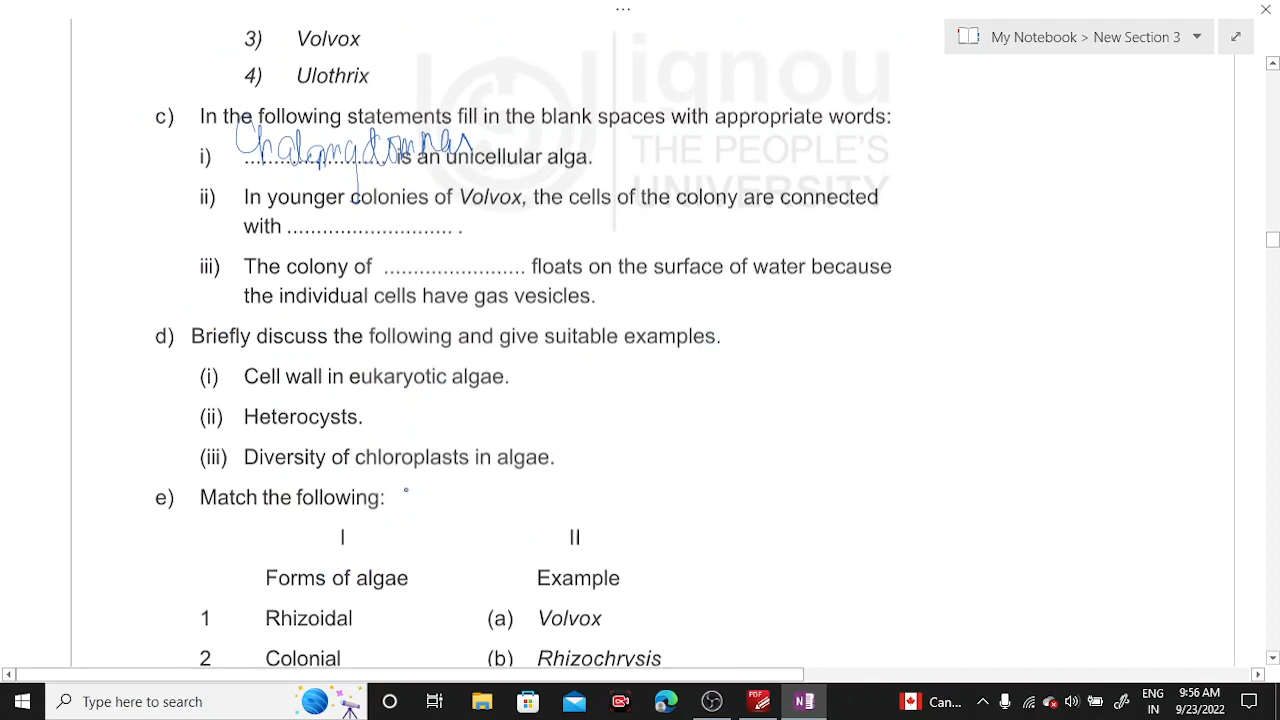 ...
My Notebook > New Section 3
3) Volvox
4) Ulothrix
ignou
THE PEOPLE'S
UNIVERSITY
c) In the following statements fill in the blank spaces with appropriate words:
i) ........................ is an unicellular alga.
ii) In younger colonies of Volvox, the cells of the colony are connected
with ............................ .
iii) The colony of ........................ floats on the surface of water because
the individual cells have gas vesicles.
d) Briefly discuss the following and give suitable examples.
(i) Cell wall in eukaryotic algae.
(ii) Heterocysts.
(iii) Diversity of chloroplasts in algae.
e) Match the following:
I II
Forms of algae Example
1 Rhizoidal (a) Volvox
2 Colonial (b) Rhizochrysis
Type here to search
PDF
N
Can...
ENG
IN
9:56 AM
9/23/2022